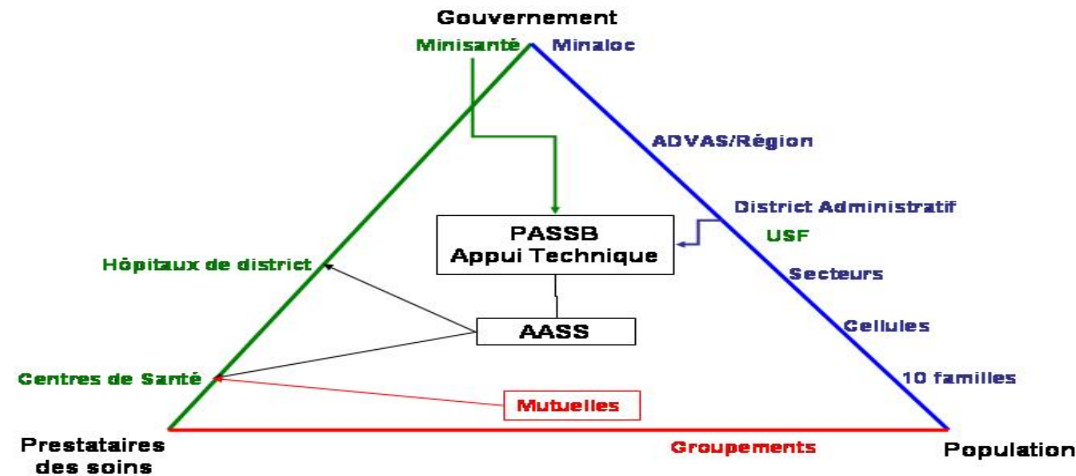 Gouvernement
Minisanté Minaloc
ADVAS/Région
District Administratif
USF
PASSB
Appui Technique
Hôpitaux de district
Secteurs
AASS
Cellules
Centres de Santé
10 familles
Mutuelles
Prestataires
des soins
Groupements
Population